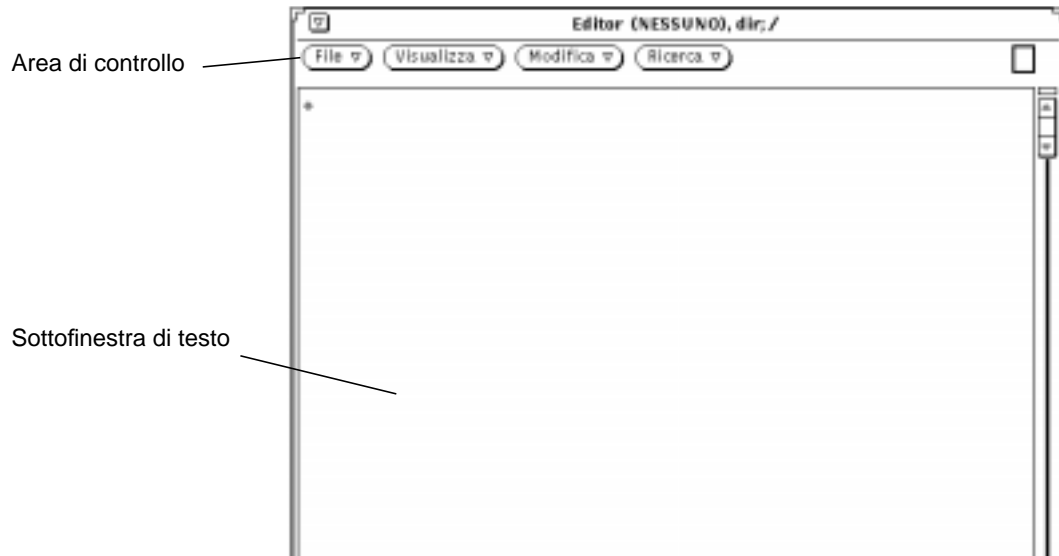 Editor (NESSUNO), dir; /
File Visualizza Modifica Ricerca
Area di controllo
Sottofinestra di testo